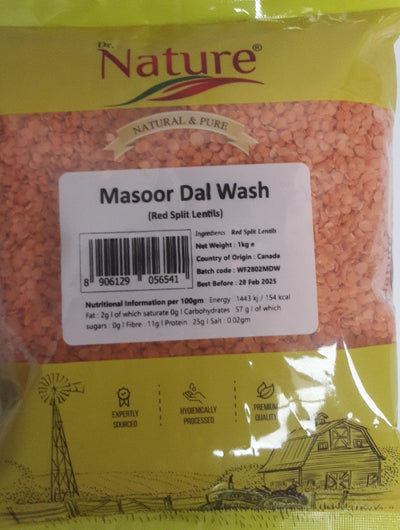 Dr.
Nature®
NATURAL & PURE
Masoor Dal Wash
(Red Split Lentils)
Ingredients Red Split Lentils
Net Weight : 1kg e
Country of Origin : Canada
Batch code : WF2802MDW
Best Before : 28 Feb 2025
8 906129 056541
Nutritional Information per 100gm Energy 1443 kj / 154 kcal
Fat : 2g l of which saturate 0g l Carbohydrates 57 g l of which
sugars : 0g l Fibre : 11g l Protein : 25g l Salt : 0.02gm
EXPERTLY
SOURCED
HYGIENICALLY
PROCESSED
PREMIUM
QUALITY